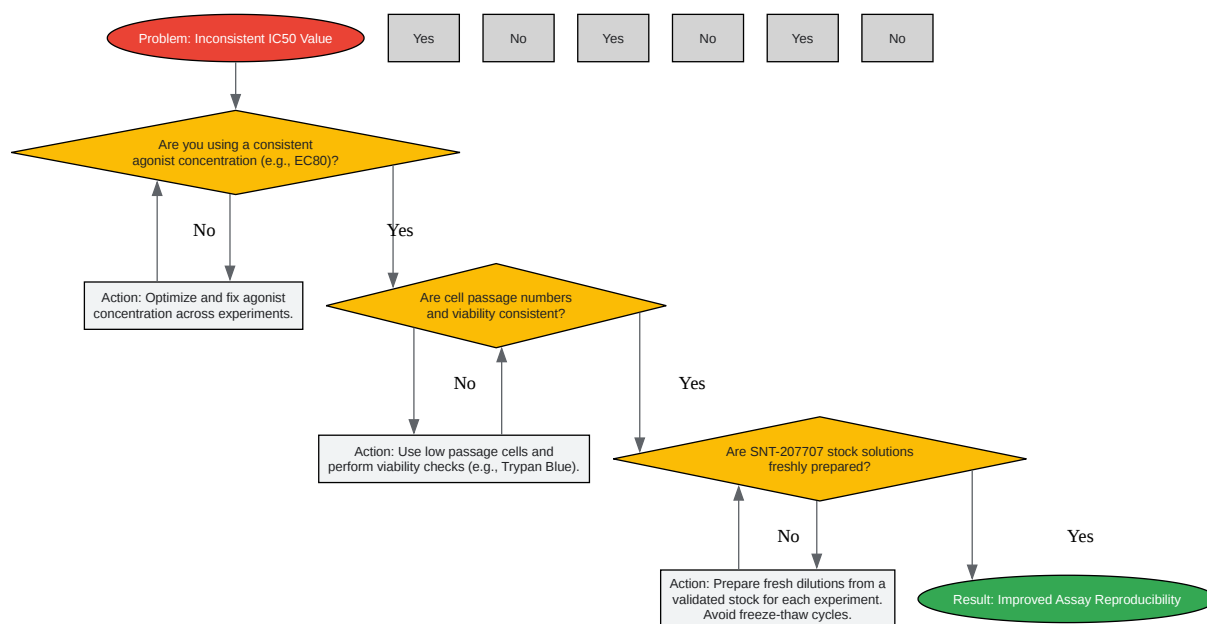 Problem: Inconsistent IC50 Value
Yes
No
Yes
No
Yes
No
Are you using a consistent
agonist concentration (e.g., EC80)?
No
Yes
Action: Optimize and fix agonist
concentration across experiments.
Are cell passage numbers
and viability consistent?
No
Yes
Action: Use low passage cells and
perform viability checks (e.g., Trypan Blue).
Are SNT-207707 stock solutions
freshly prepared?
No
Yes
Action: Prepare fresh dilutions from a
validated stock for each experiment.
Avoid freeze-thaw cycles.
Result: Improved Assay Reproducibility